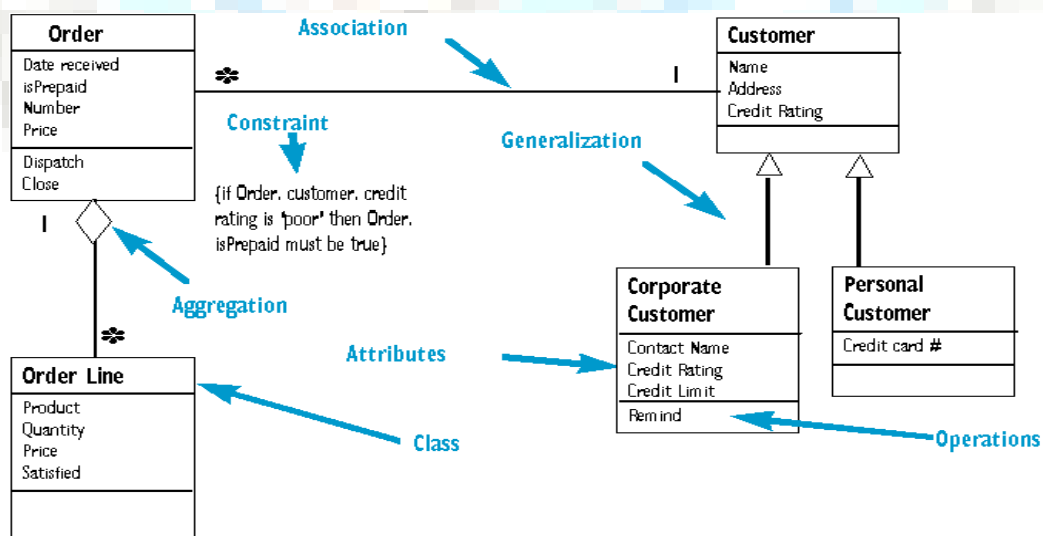 Order
Date received
isPrepaid
Number
Price
Dispatch
Close
Association
*
1
Customer
Name
Address
Credit Rating
Constraint
{if Order. customer. credit
rating is 'poor' then Order.
isPrepaid must be true}
Generalization
1
Aggregation
*
Corporate
Customer
Contact Name
Credit Rating
Credit Limit
Remind
Personal
Customer
Credit card #
Attributes
Operations
Order Line
Product
Quantity
Price
Satisfied
Class